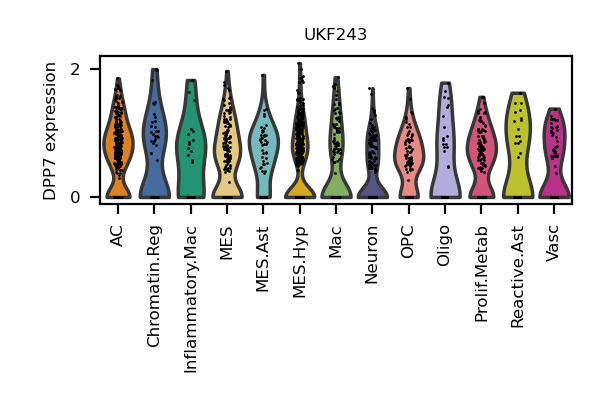 UKF243
DPP7 expression
2
0
AC
Chromatin.Reg
Inflammatory.Mac
MES
MES.Ast
MES.Hyp
Mac
Neuron
OPC
Oligo
Prolif.Metab
Reactive.Ast
Vasc